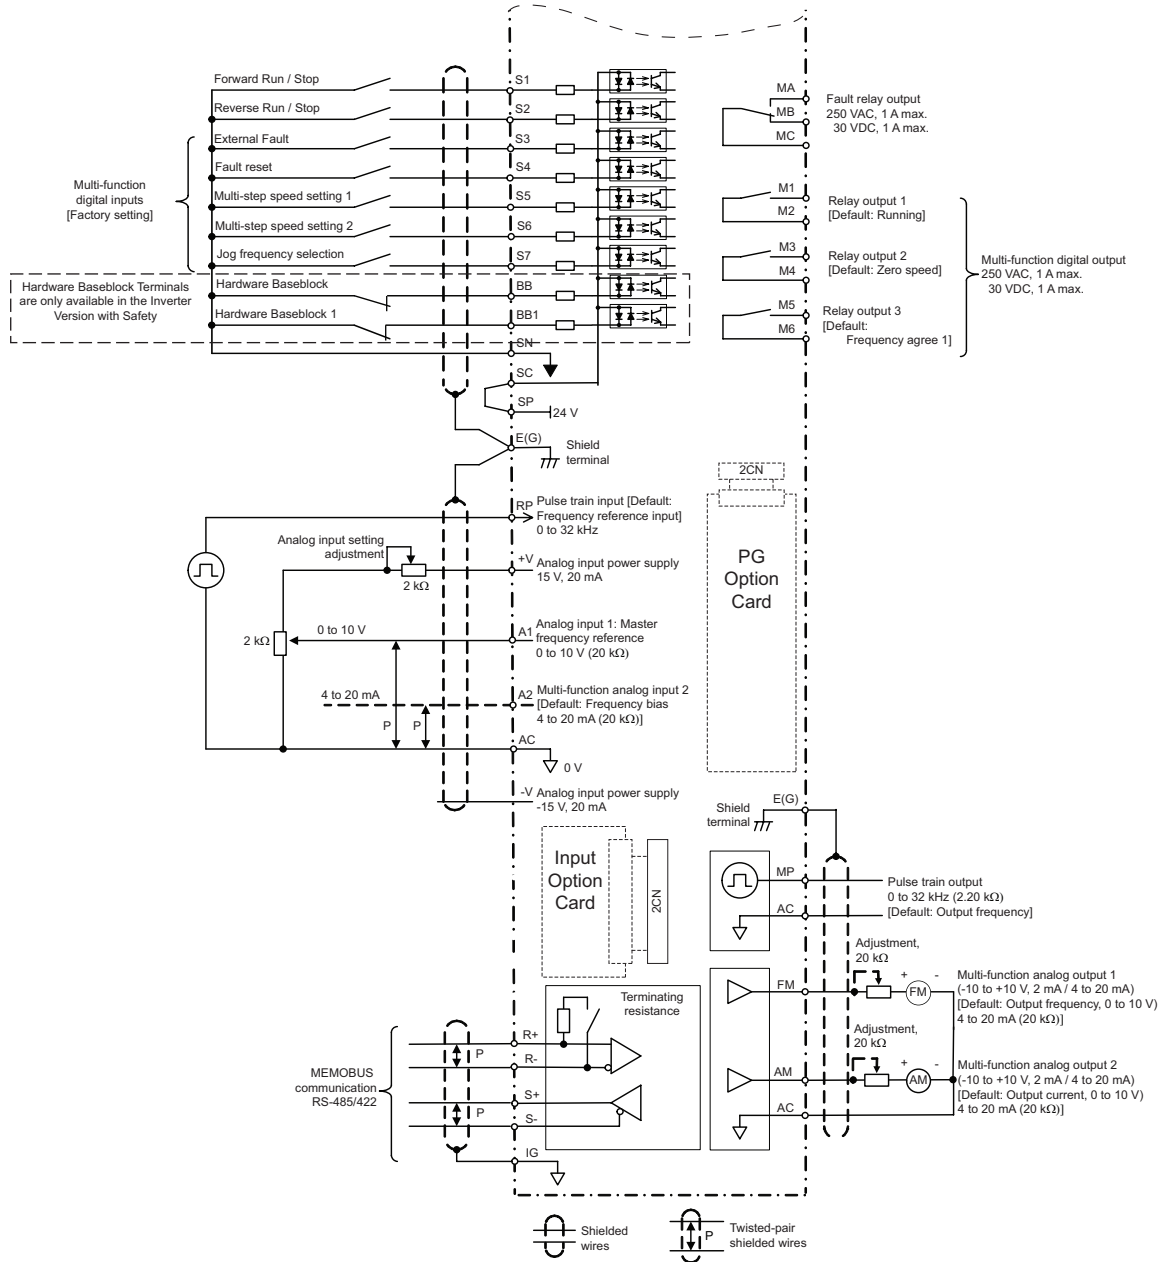 Forward Run / Stop
S1
Reverse Run / Stop
S2
External Fault
S3
Fault reset
S4
Multi-step speed setting 1
S5
Multi-step speed setting 2
S6
Jog frequency selection
S7
Hardware Baseblock
BB
Hardware Baseblock 1
BB1
SN
SC
SP
24 V
E(G)
Shield
terminal
Multi-function
digital inputs
[Factory setting]
Hardware Baseblock Terminals
are only available in the Inverter
Version with Safety
MA
MB
MC
Fault relay output
250 VAC, 1 A max.
30 VDC, 1 A max.
M1
M2
Relay output 1
[Default: Running]
M3
M4
Relay output 2
[Default: Zero speed]
M5
M6
Relay output 3
[Default:
Frequency agree 1]
Multi-function digital output
250 VAC, 1 A max.
30 VDC, 1 A max.
RP
Pulse train input [Default:
Frequency reference input]
0 to 32 kHz
Analog input setting
adjustment
2 kΩ
+V
Analog input power supply
15 V, 20 mA
2 kΩ
0 to 10 V
A1
Analog input 1: Master
frequency reference
0 to 10 V (20 kΩ)
4 to 20 mA
A2
Multi-function analog input 2
[Default: Frequency bias
4 to 20 mA (20 kΩ)]
P
P
AC
0 V
-V
Analog input power supply
-15 V, 20 mA
2CN
PG
Option
Card
Input
Option
Card
2CN
E(G)
Shield
terminal
MP
AC
Pulse train output
0 to 32 kHz (2.20 kΩ)
[Default: Output frequency]
Adjustment,
20 kΩ
FM
+
-
FM
Multi-function analog output 1
(-10 to +10 V, 2 mA / 4 to 20 mA)
[Default: Output frequency, 0 to 10 V)
4 to 20 mA (20 kΩ)]
Adjustment,
20 kΩ
AM
+
-
AM
Multi-function analog output 2
(-10 to +10 V, 2 mA / 4 to 20 mA)
[Default: Output current, 0 to 10 V)
4 to 20 mA (20 kΩ)]
AC
Terminating
resistance
MEMOBUS
communication
RS-485/422
R+
P
R-
S+
P
S-
IG
Shielded
wires
P
Twisted-pair
shielded wires